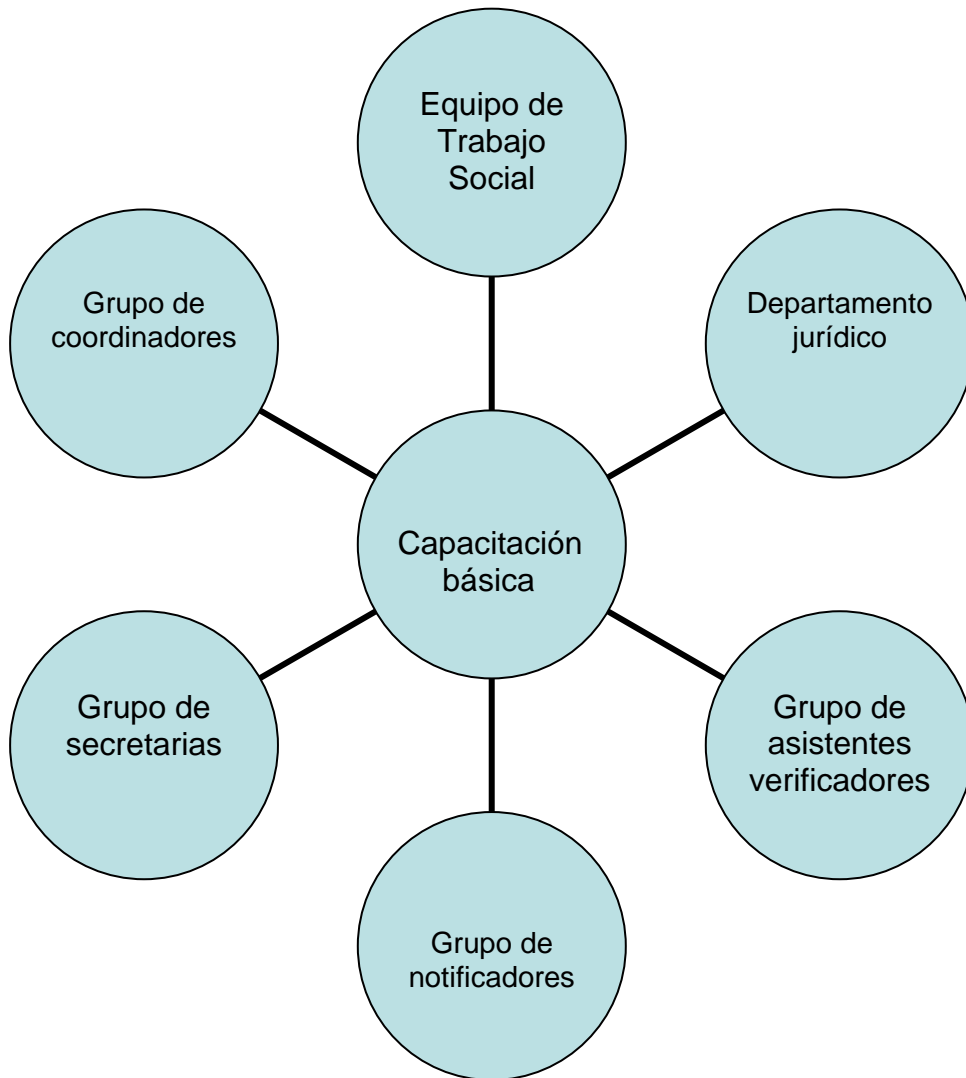 Equipo de
Trabajo
Social
Grupo de
coordinadores
Departamento
jurídico
Capacitación
básica
Grupo de
secretarias
Grupo de
asistentes
verificadores
Grupo de
notificadores